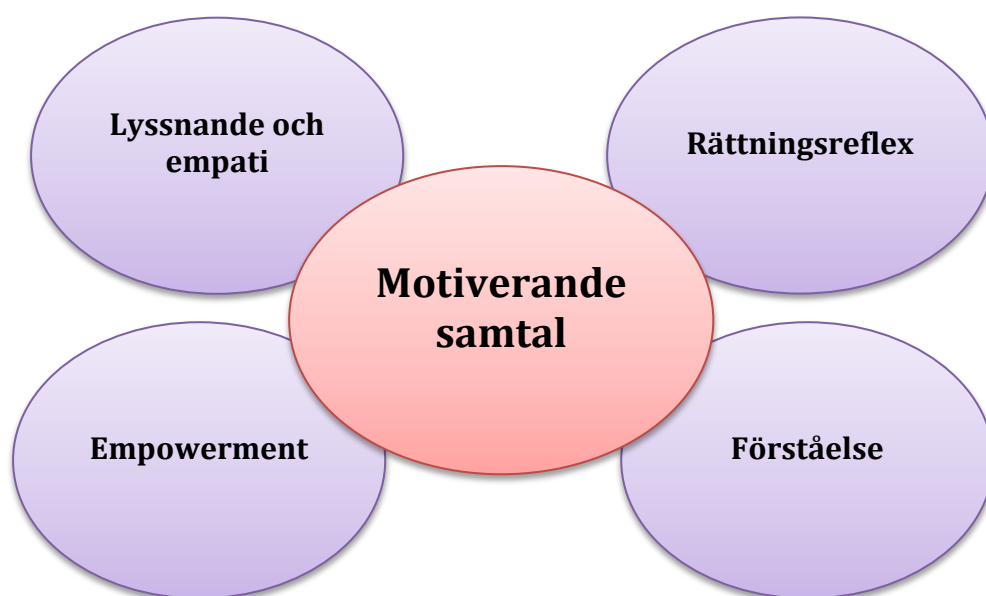 Lyssnande och
empati
Rättningsreflex
Motiverande
samtal
Empowerment
Förståelse